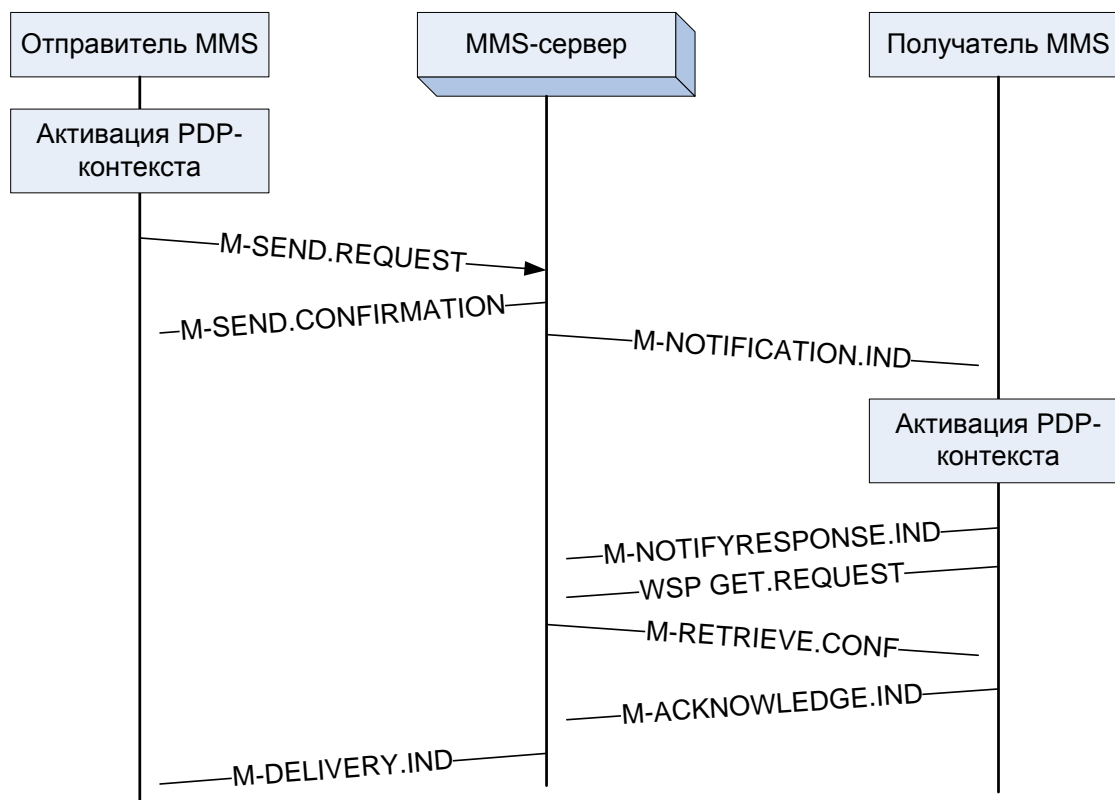 Отправитель MMS
MMS-сервер
Получатель MMS
Активация PDP-
контекста
M-SEND.REQUEST
M-SEND.CONFIRMATION
M-NOTIFICATION.IND
Активация PDP-
контекста
M-NOTIFYRESPONSE.IND
WSP GET.REQUEST
M-RETRIEVE.CONF
M-ACKNOWLEDGE.IND
M-DELIVERY.IND